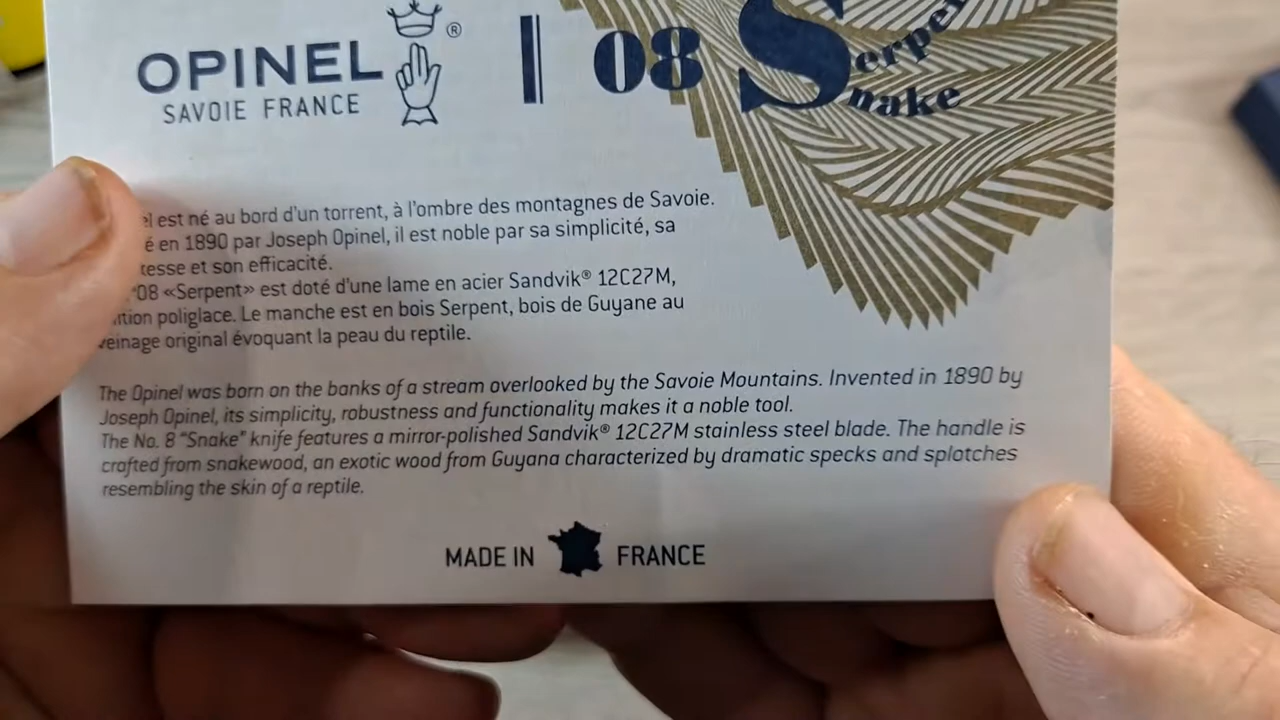 OPINEL ®
SAVOIE FRANCE
08
Serpen
Snake
est né au bord d'un torrent, à l'ombre des montagnes de Savoie.
en 1890 par Joseph Opinel, il est noble par sa simplicité, sa
et son efficacité.
°08 «Serpent» est doté d'une lame en acier Sandvik® 12C27M,
poliglace. Le manche est en bois Serpent, bois de Guyane au
veinage original évoquant la peau du reptile.
The Opinel was born on the banks of a stream overlooked by the Savoie Mountains. Invented in 1890 by
Joseph Opinel, its simplicity, robustness and functionality makes it a noble tool.
The No. 8 "Snake" knife features a mirror-polished Sandvik® 12C27M stainless steel blade. The handle is
crafted from snakewood, an exotic wood from Guyana characterized by dramatic specks and splotches
resembling the skin of a reptile.
MADE IN FRANCE